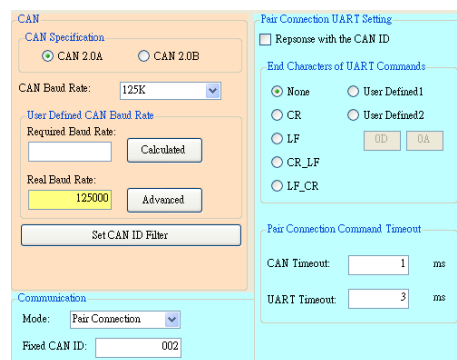 CAN
CAN Specification
CAN 2.0A CAN 2.0B
CAN Baud Rate: 125K
User Defined CAN Baud Rate
Required Baud Rate:
Calculated
Real Baud Rate:
125000 Advanced
Set CAN ID Filter
Communication
Mode: Pair Connection
Fixed CAN ID: 002
Pair Connection UART Setting
Repsonse with the CAN ID
End Characters of UART Commands
None User Defined1
CR User Defined2
LF 0D 0A
CR_LF
LF_CR
Pair Connection Command Timeout
CAN Timeout: 1 ms
UART Timeout: 3 ms